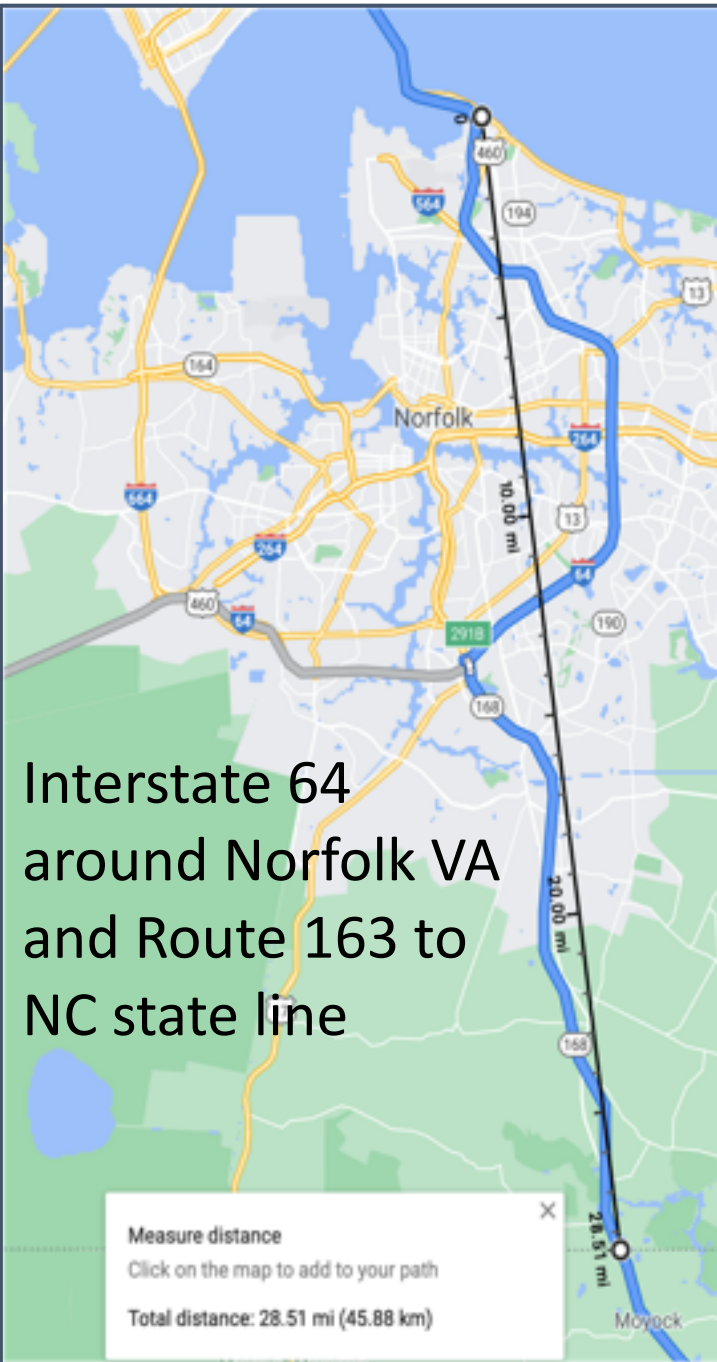 0
460
564
194
13
164
Norfolk
264
664
10.00 mi
13
264
64
460
64
190
291B
168
Interstate 64
around Norfolk VA
and Route 163 to
NC state line
20.00 mi
168
28.51 mi
Measure distance
Click on the map to add to your path
Total distance: 28.51 mi (45.88 km)
Moyock